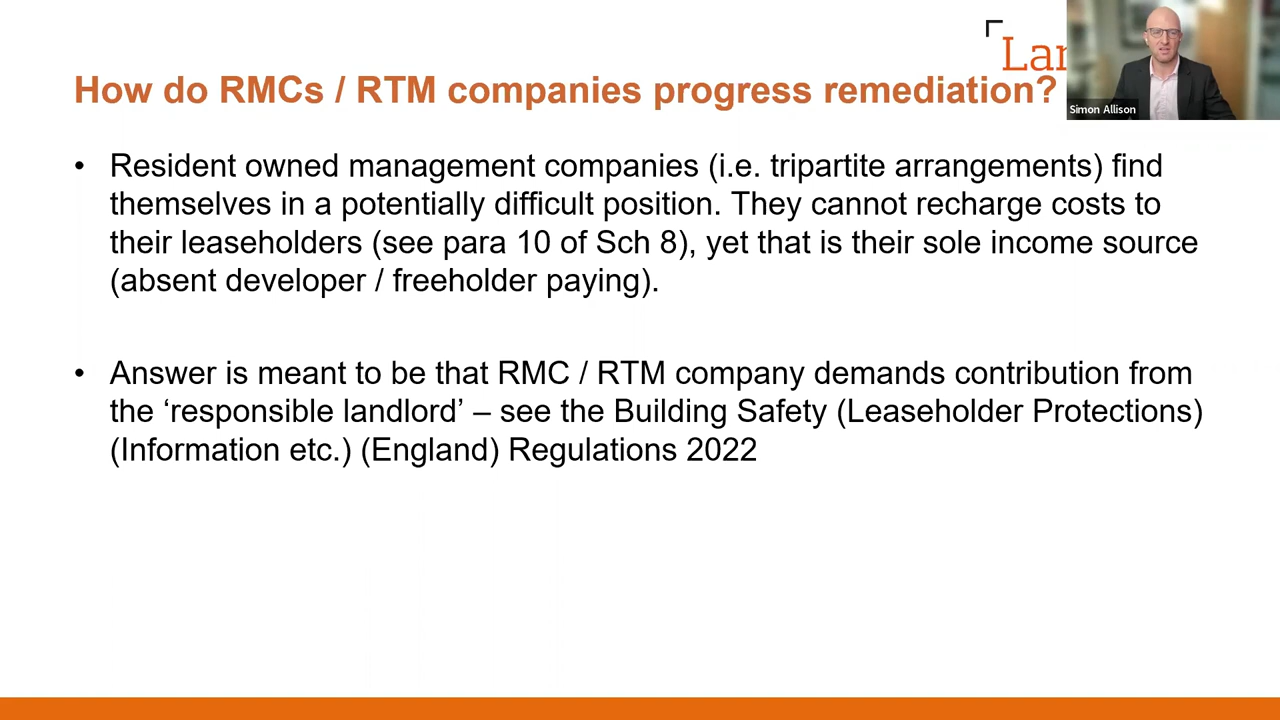 Lan
How do RMCs / RTM companies progress remediation?
Simon Allison
• Resident owned management companies (i.e. tripartite arrangements) find
themselves in a potentially difficult position. They cannot recharge costs to
their leaseholders (see para 10 of Sch 8), yet that is their sole income source
(absent developer / freeholder paying).
• Answer is meant to be that RMC / RTM company demands contribution from
the ‘responsible landlord’ – see the Building Safety (Leaseholder Protections)
(Information etc.) (England) Regulations 2022